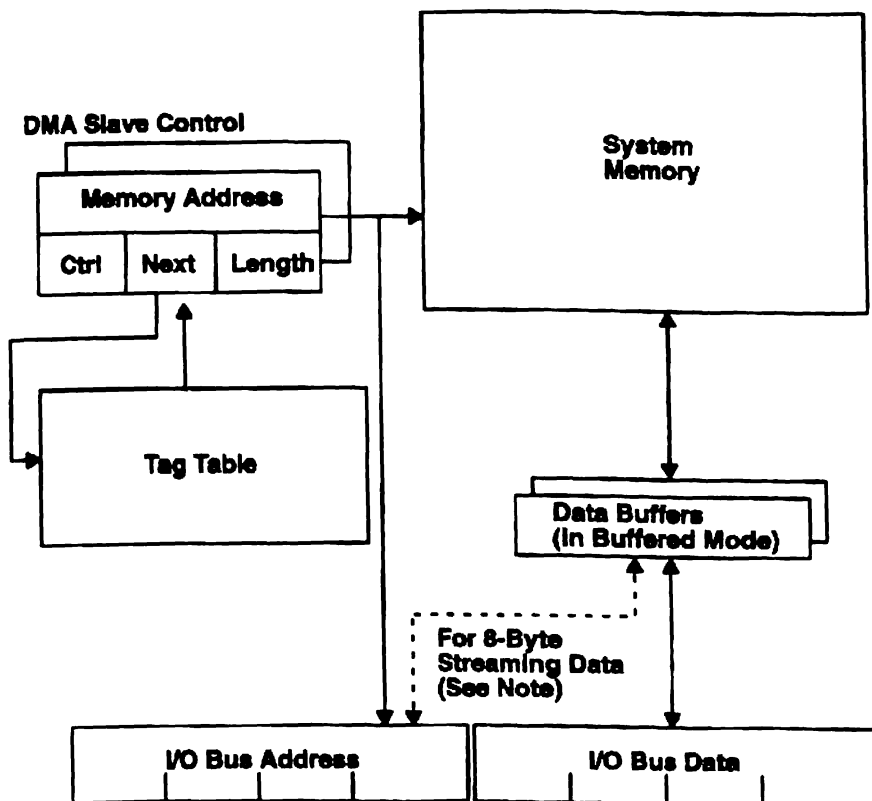 DMA Slave Control
Memory Address
Ctrl
Next
Length
System
Memory
Tag Table
Data Buffers
(In Buffered Mode)
For 8-Byte
Streaming Data
(See Note)
I/O Bus Address
I/O Bus Data